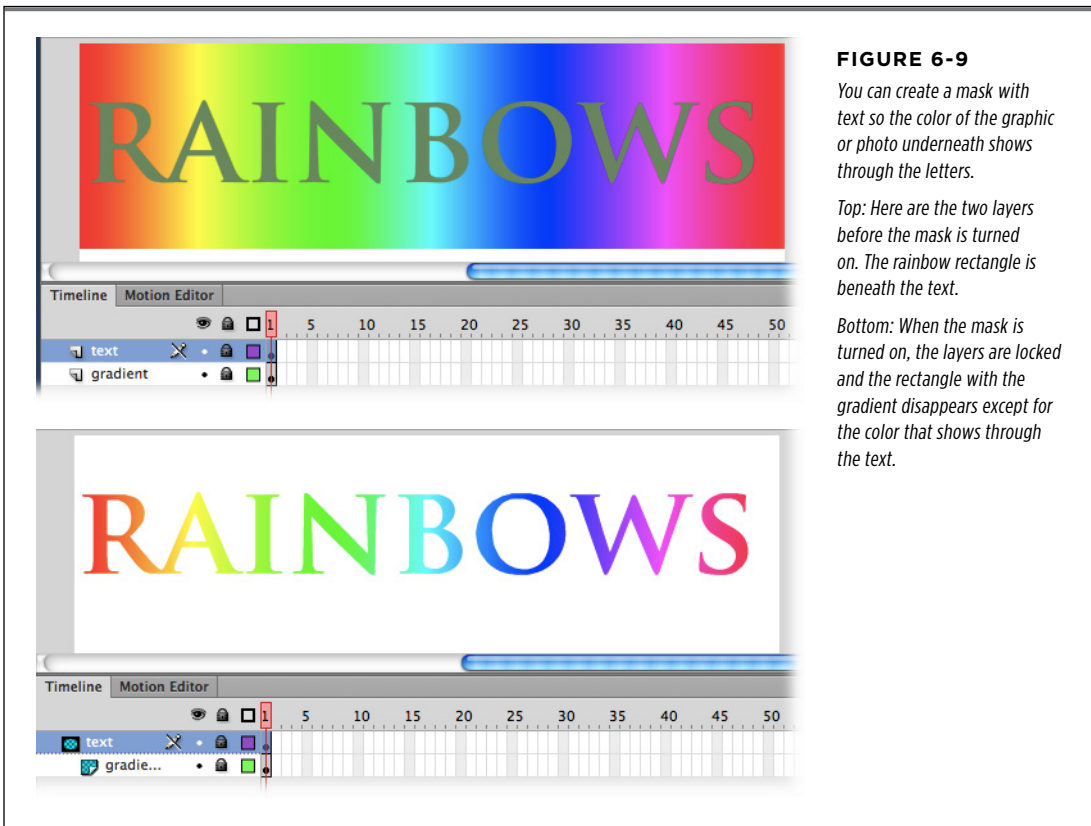 RAINBOWS
Timeline Motion Editor
1 5 10 15 20 25 30 35 40 45 50
text
gradient
RAINBOWS
Timeline Motion Editor
1 5 10 15 20 25 30 35 40 45 50
text
gradie...
FIGURE 6-9
You can create a mask with
text so the color of the graphic
or photo underneath shows
through the letters.
Top: Here are the two layers
before the mask is turned
on. The rainbow rectangle is
beneath the text.
Bottom: When the mask is
turned on, the layers are locked
and the rectangle with the
gradient disappears except for
the color that shows through
the text.